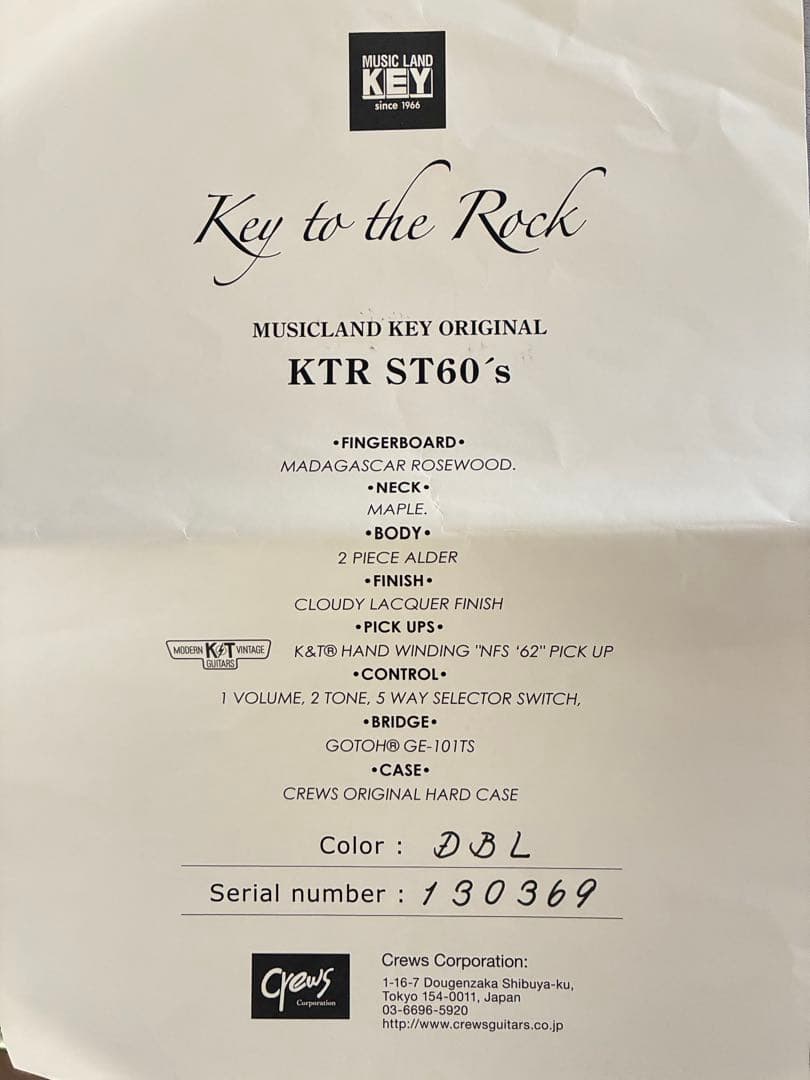 MUSIC LAND
KEY
since 1966
Key to the Rock
MUSICLAND KEY ORIGINAL
KTR ST60´s
•FINGERBOARD•
MADAGASCAR ROSEWOOD.
•NECK•
MAPLE.
•BODY•
2 PIECE ALDER
•FINISH•
CLOUDY LACQUER FINISH
•PICK UPS•
MODERN K&T VINTAGE
GUITARS
K&T® HAND WINDING "NFS ‘62" PICK UP
•CONTROL•
1 VOLUME, 2 TONE, 5 WAY SELECTOR SWITCH,
•BRIDGE•
GOTOH® GE-101TS
•CASE•
CREWS ORIGINAL HARD CASE
Color : DBL
Serial number : 130369
Crews
Corporation
Crews Corporation:
1-16-7 Dougenzaka Shibuya-ku,
Tokyo 154-0011, Japan
03-6696-5920
http://www.crewsguitars.co.jp